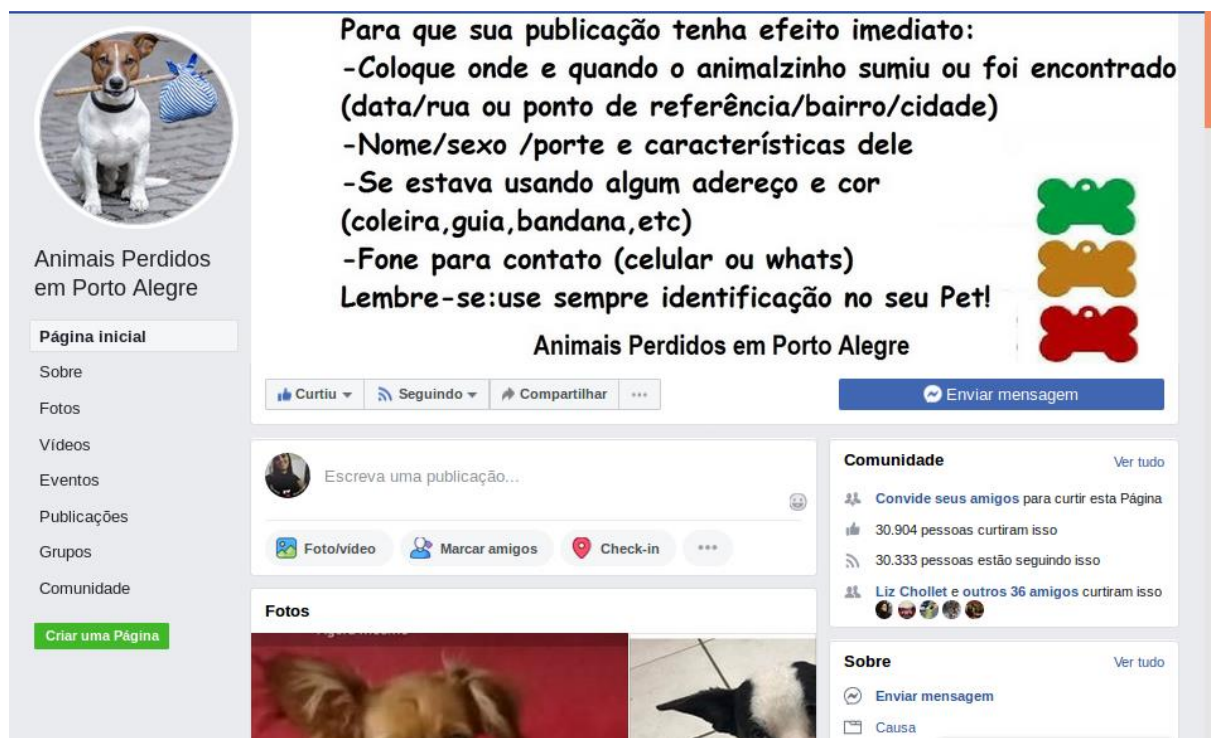 Para que sua publicação tenha efeito imediato:
-Coloque onde e quando o animalzinho sumiu ou foi encontrado
(data/rua ou ponto de referência/bairro/cidade)
-Nome/sexo /porte e características dele
-Se estava usando algum adereço e cor
(coleira,guia,bandana,etc)
-Fone para contato (celular ou whats)
Lembre-se:use sempre identificação no seu Pet!
Animais Perdidos em Porto Alegre
Animais Perdidos
em Porto Alegre
Página inicial
Sobre
Fotos
Vídeos
Eventos
Publicações
Grupos
Comunidade
Criar uma Página
Curtiu
Seguindo
Compartilhar
Enviar mensagem
Escreva uma publicação...
Foto/vídeo
Marcar amigos
Check-in
Fotos
Comunidade
Ver tudo
Convide seus amigos para curtir esta Página
30.904 pessoas curtiram isso
30.333 pessoas estão seguindo isso
Liz Chollet e outros 36 amigos curtiram isso
Sobre
Ver tudo
Enviar mensagem
Causa